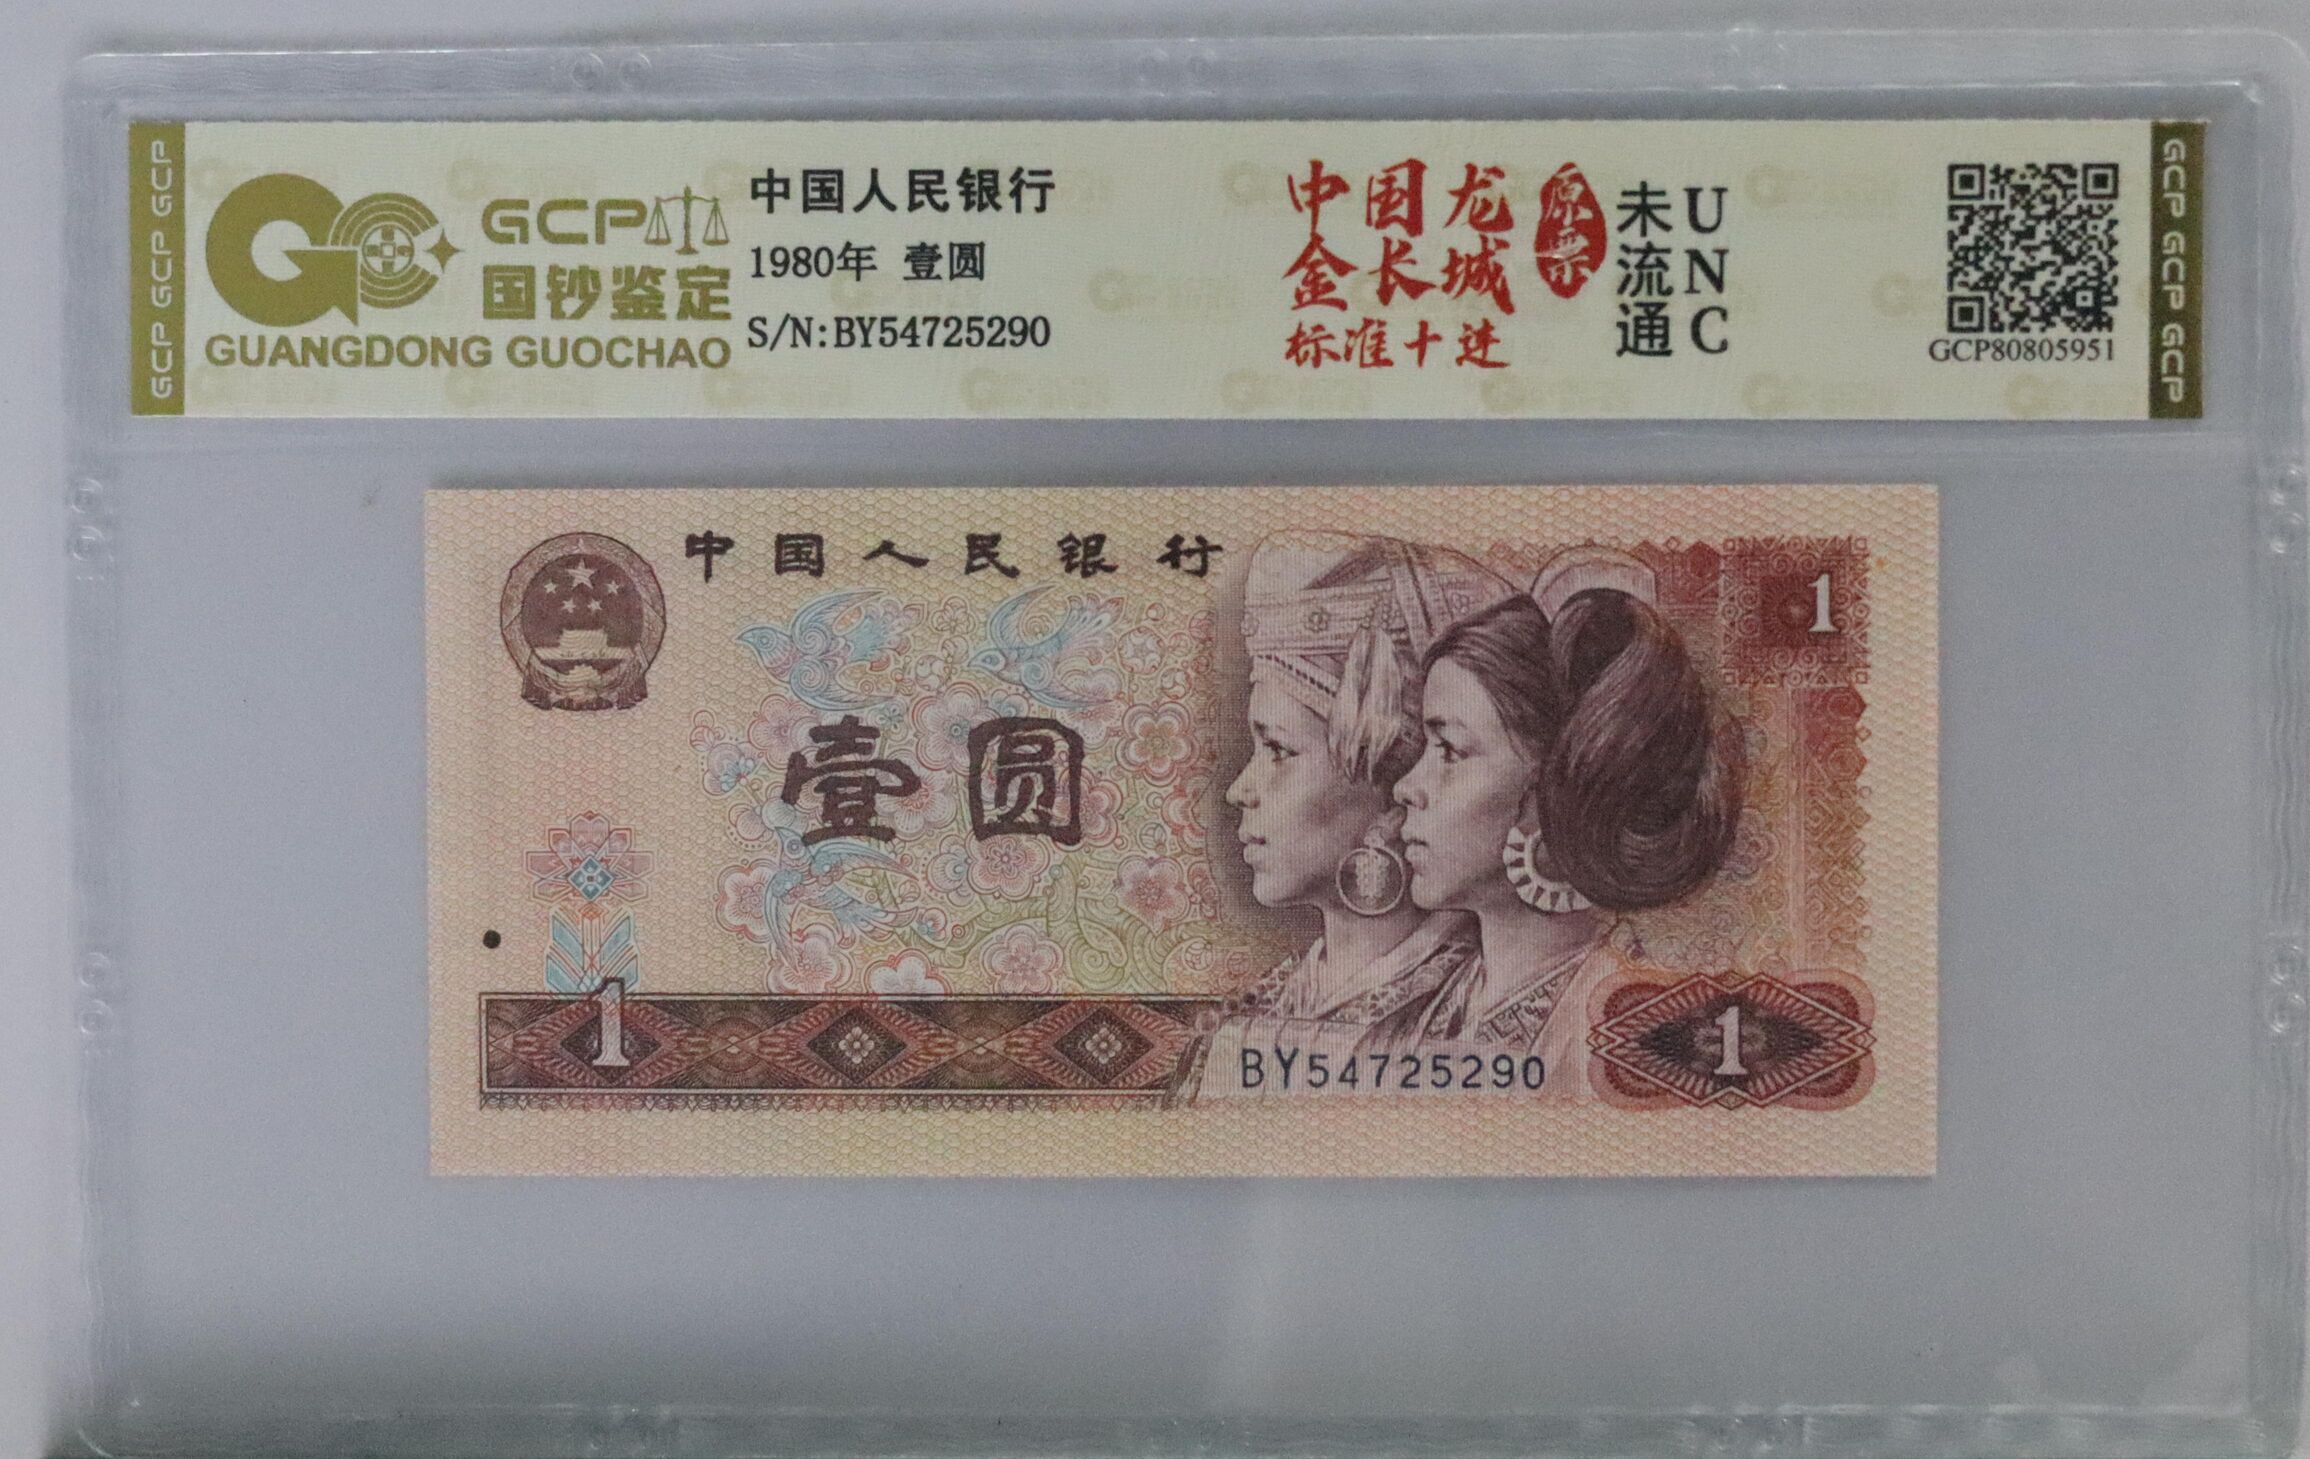 GCP GCP GCP
GCP
国钞鉴定
GUANGDONG GUOCHAO
中国人民银行
1980年 壹圆
S/N:BY54725290
中国龙
金长城
标准十连
原票
未流通
UNC
GCP80805951
GCP GCP GCP
中国人民银行
壹圆
1
1
1
BY54725290